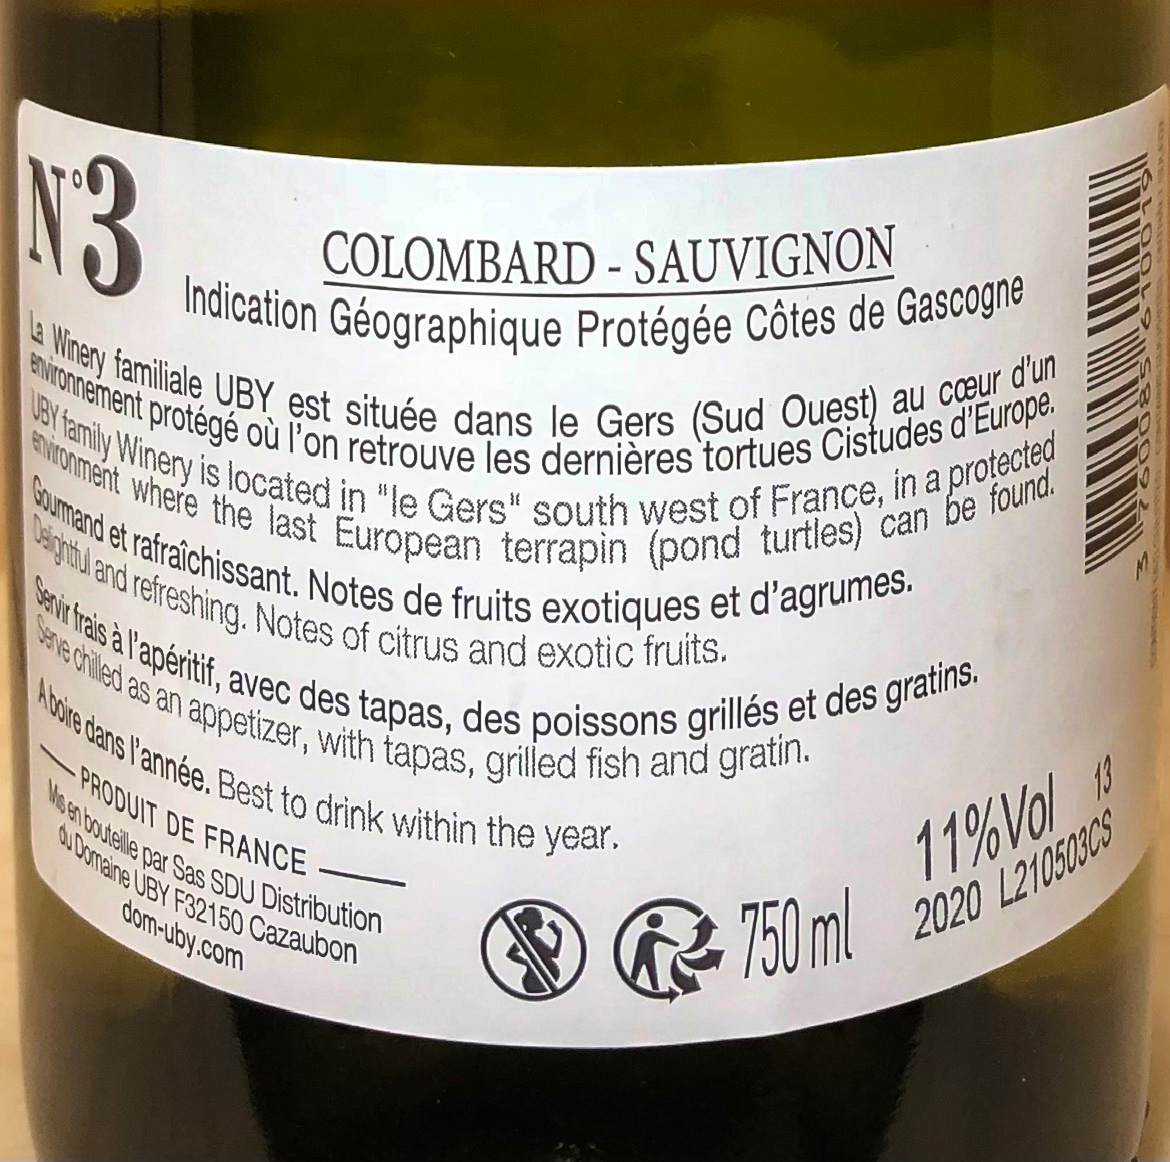 N°3
COLOMBARD - SAUVIGNON
Indication Géographique Protégée Côtes de Gascogne
La Winery familiale UBY est située dans le Gers (Sud Ouest) au cœur d'un
environnement protégé où l'on retrouve les dernières tortues Cistudes d'Europe.
UBY family Winery is located in "le Gers" south west of France, in a protected
environment where the last European terrapin (pond turtles) can be found.
Gourmand et rafraîchissant. Notes de fruits exotiques et d'agrumes.
Delightful and refreshing. Notes of citrus and exotic fruits.
Servir frais à l'apéritif, avec des tapas, des poissons grillés et des gratins.
Serve chilled as an appetizer, with tapas, grilled fish and gratin.
A boire dans l'année. Best to drink within the year.
PRODUIT DE FRANCE
Mis en bouteille par Sas SDU Distribution
du Domaine UBY F32150 Cazaubon
dom-uby.com
750 ml
11%Vol 13
2020 L210503CS
3 760085 610019